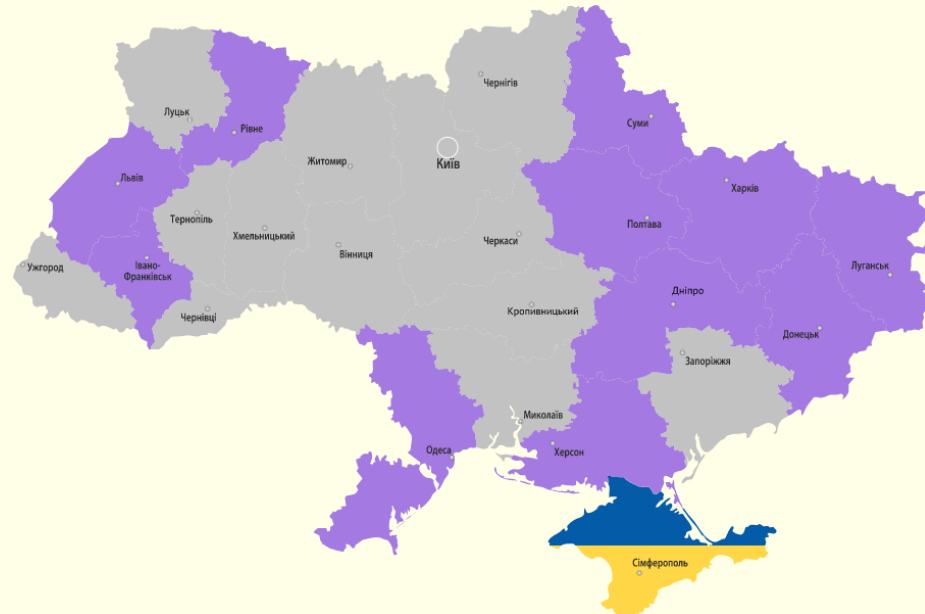 Чернігів
Луцьк
Рівне
Суми
Київ
Житомир
Львів
Харків
Тернопіль
Полтава
Хмельницький
Черкаси
Вінниця
Ужгород
Івано-
Франківськ
Луганськ
Дніпро
Чернівці
Кропивницький
Донецьк
Запоріжжя
Миколаїв
Одеса
Херсон
Сімферополь